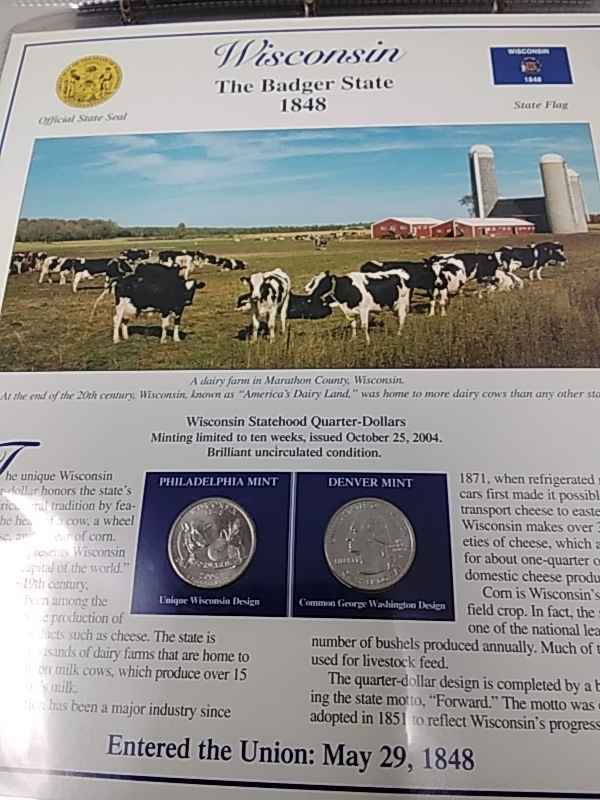 Wisconsin
The Badger State
1848
Official State Seal
WISCONSIN
1848
State Flag
A dairy farm in Marathon County, Wisconsin.
At the end of the 20th century, Wisconsin, known as "America's Dairy Land," was home to more dairy cows than any other
Wisconsin Statehood Quarter-Dollars
Minting limited to ten weeks, issued October 25, 2004.
Brilliant uncirculated condition.
The unique Wisconsin
-dollar honors the state's
tradition by fea-
he head of a cow, a wheel
ear of corn.
Wisconsin
capital of the world."
19th century,
been among the
production of
such as cheese. The state is
of dairy farms that are home to
milk cows, which produce over 15
milk.
has been a major industry since
PHILADELPHIA MINT
Unique Wisconsin Design
DENVER MINT
Common George Washington Design
1871, when refrigerated
cars first made it possib
transport cheese to easte
Wisconsin makes over 3
eties of cheese, which a
for about one-quarter o
domestic cheese produ
Corn is Wisconsin's
field crop. In fact, the
one of the national lea
number of bushels produced annually. Much of
used for livestock feed.
The quarter-dollar design is completed by a b
ing the state motto, "Forward." The motto was
adopted in 1851 to reflect Wisconsin's progress
Entered the Union: May 29, 1848